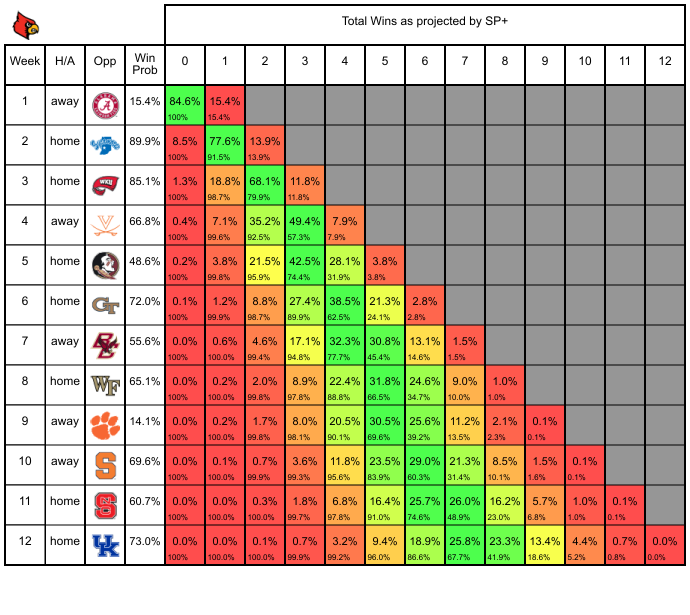 Total Wins as projected by SP+
Week H/A Opp Win Prob 0 1 2 3 4 5 6 7 8 9 10 11 12
1 away A 15.4% 84.6% 15.4%
100% 15.4%
2 home 89.9% 8.5% 77.6% 13.9%
100% 91.5% 13.9%
3 home WKU 85.1% 1.3% 18.8% 68.1% 11.8%
100% 98.7% 79.9% 11.8%
4 away V 66.8% 0.4% 7.1% 35.2% 49.4% 7.9%
100% 99.6% 92.5% 57.3% 7.9%
5 home 48.6% 0.2% 3.8% 21.5% 42.5% 28.1% 3.8%
100% 99.8% 95.9% 74.4% 31.9% 3.8%
6 home GT 72.0% 0.1% 1.2% 8.8% 27.4% 38.5% 21.3% 2.8%
100% 99.9% 98.7% 89.9% 62.5% 24.1% 2.8%
7 away BC 55.6% 0.0% 0.6% 4.6% 17.1% 32.3% 30.8% 13.1% 1.5%
100% 100.0% 99.4% 94.8% 77.7% 45.4% 14.6% 1.5%
8 home WF 65.1% 0.0% 0.2% 2.0% 8.9% 22.4% 31.8% 24.6% 9.0% 1.0%
100% 100.0% 99.8% 97.8% 88.8% 66.5% 34.7% 10.0% 1.0%
9 away 14.1% 0.0% 0.2% 1.7% 8.0% 20.5% 30.5% 25.6% 11.2% 2.1% 0.1%
100% 100.0% 99.8% 98.1% 90.1% 69.6% 39.2% 13.5% 2.3% 0.1%
10 away S 69.6% 0.0% 0.1% 0.7% 3.6% 11.8% 23.5% 29.0% 21.3% 8.5% 1.5% 0.1%
100% 100.0% 99.9% 99.3% 95.6% 83.9% 60.3% 31.4% 10.1% 1.6% 0.1%
11 home NCS 60.7% 0.0% 0.0% 0.3% 1.8% 6.8% 16.4% 25.7% 26.0% 16.2% 5.7% 1.0% 0.1%
100% 100.0% 100.0% 99.7% 97.8% 91.0% 74.6% 48.9% 23.0% 6.8% 1.0% 0.1%
12 home UK 73.0% 0.0% 0.0% 0.1% 0.7% 3.2% 9.4% 18.9% 25.8% 23.3% 13.4% 4.4% 0.7% 0.0%
100% 100.0% 100.0% 99.9% 99.2% 96.0% 86.6% 67.7% 41.9% 18.6% 5.2% 0.8% 0.0%